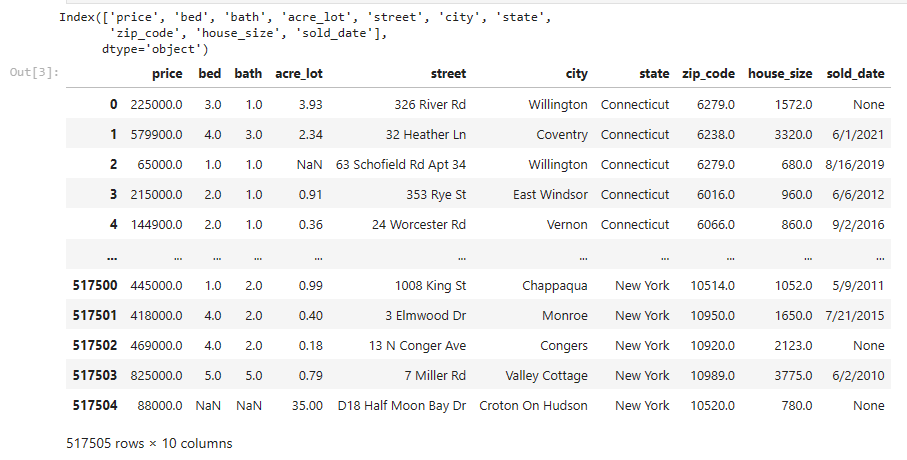 Index(['price', 'bed', 'bath', 'acre_lot', 'street', 'city', 'state',
'zip_code', 'house_size', 'sold_date'],
dtype='object')
Out[3]:
price bed bath acre_lot street city state zip_code house_size sold_date
0 225000.0 3.0 1.0 3.93 326 River Rd Willington Connecticut 6279.0 1572.0 None
1 579900.0 4.0 3.0 2.34 32 Heather Ln Coventry Connecticut 6238.0 3320.0 6/1/2021
2 65000.0 1.0 1.0 NaN 63 Schofield Rd Apt 34 Willington Connecticut 6279.0 680.0 8/16/2019
3 215000.0 2.0 1.0 0.91 353 Rye St East Windsor Connecticut 6016.0 960.0 6/6/2012
4 144900.0 2.0 1.0 0.36 24 Worcester Rd Vernon Connecticut 6066.0 860.0 9/2/2016
... ... ... ... ... ... ... ... ... ... ...
517500 445000.0 1.0 2.0 0.99 1008 King St Chappaqua New York 10514.0 1052.0 5/9/2011
517501 418000.0 4.0 2.0 0.40 3 Elmwood Dr Monroe New York 10950.0 1650.0 7/21/2015
517502 469000.0 4.0 2.0 0.18 13 N Conger Ave Congers New York 10920.0 2123.0 None
517503 825000.0 5.0 5.0 0.79 7 Miller Rd Valley Cottage New York 10989.0 3775.0 6/2/2010
517504 88000.0 NaN NaN 35.00 D18 Half Moon Bay Dr Croton On Hudson New York 10520.0 780.0 None
517505 rows × 10 columns